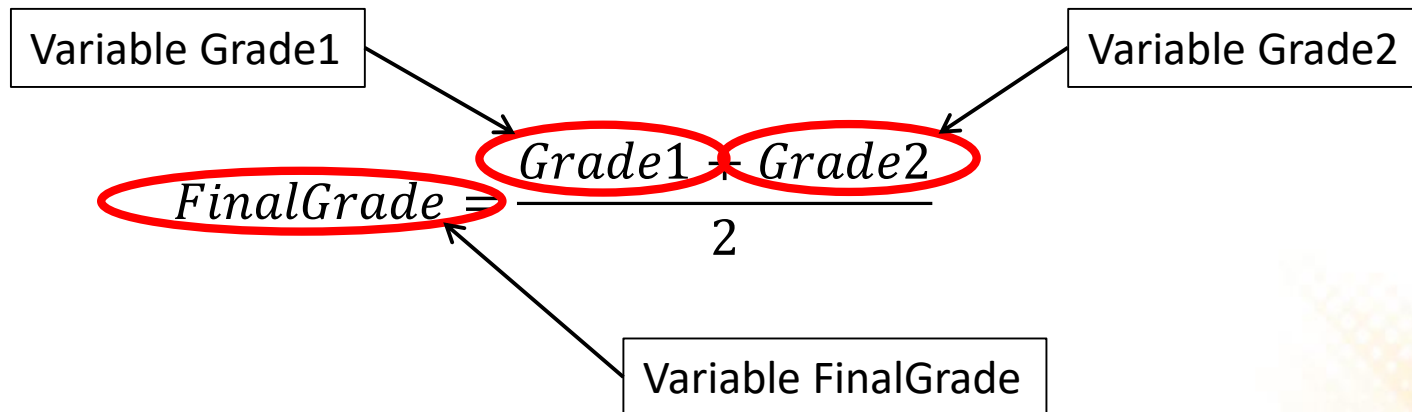 Variable Grade1
Variable Grade2
Grade1 + Grade2
FinalGrade =
2
Variable FinalGrade